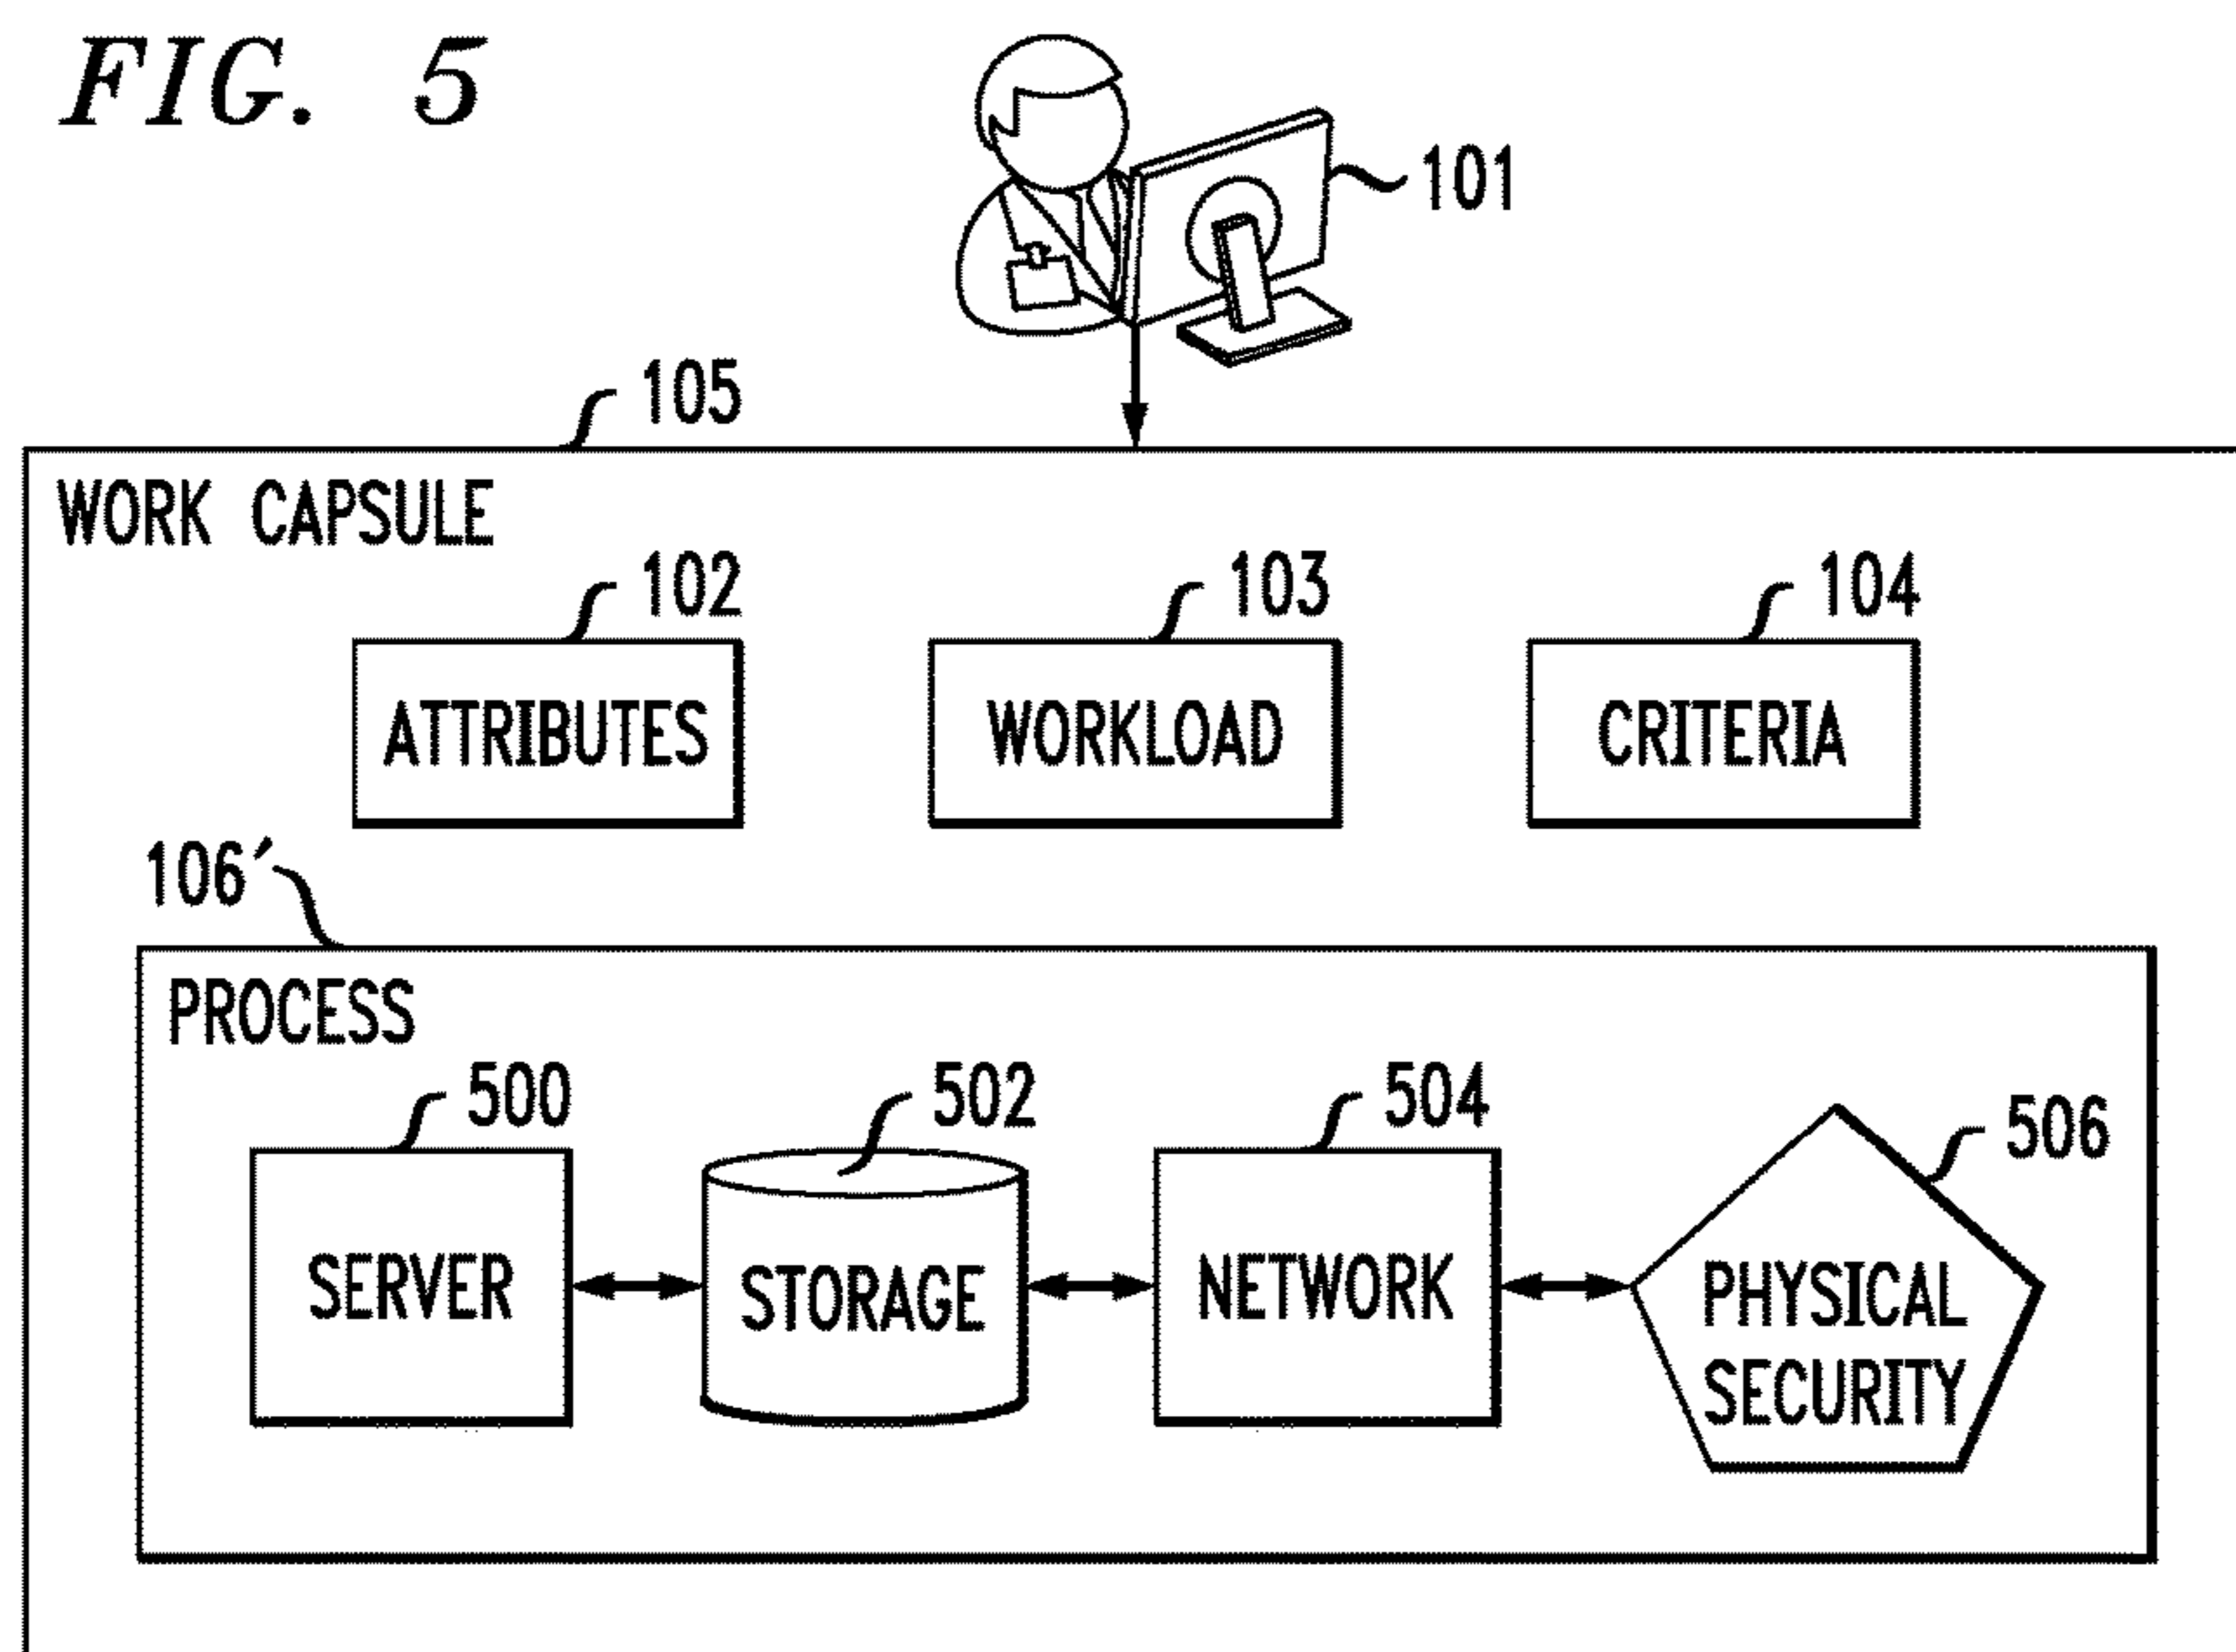 FIG. 5
101
105
WORK CAPSULE
102
103
104
ATTRIBUTES
WORKLOAD
CRITERIA
106'
PROCESS
500
502
504
506
SERVER
STORAGE
NETWORK
PHYSICAL
SECURITY